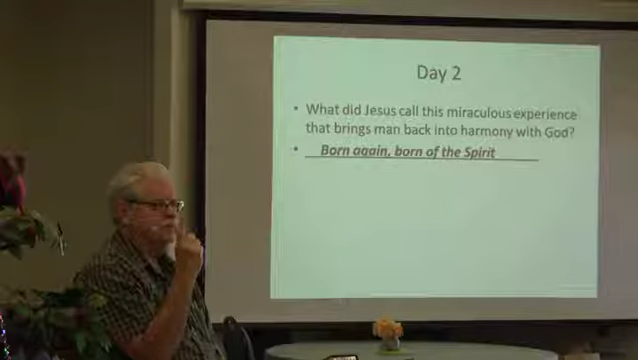 Day 2
• What did Jesus call this miraculous experience
that brings man back into harmony with God?
• Born again, born of the Spirit